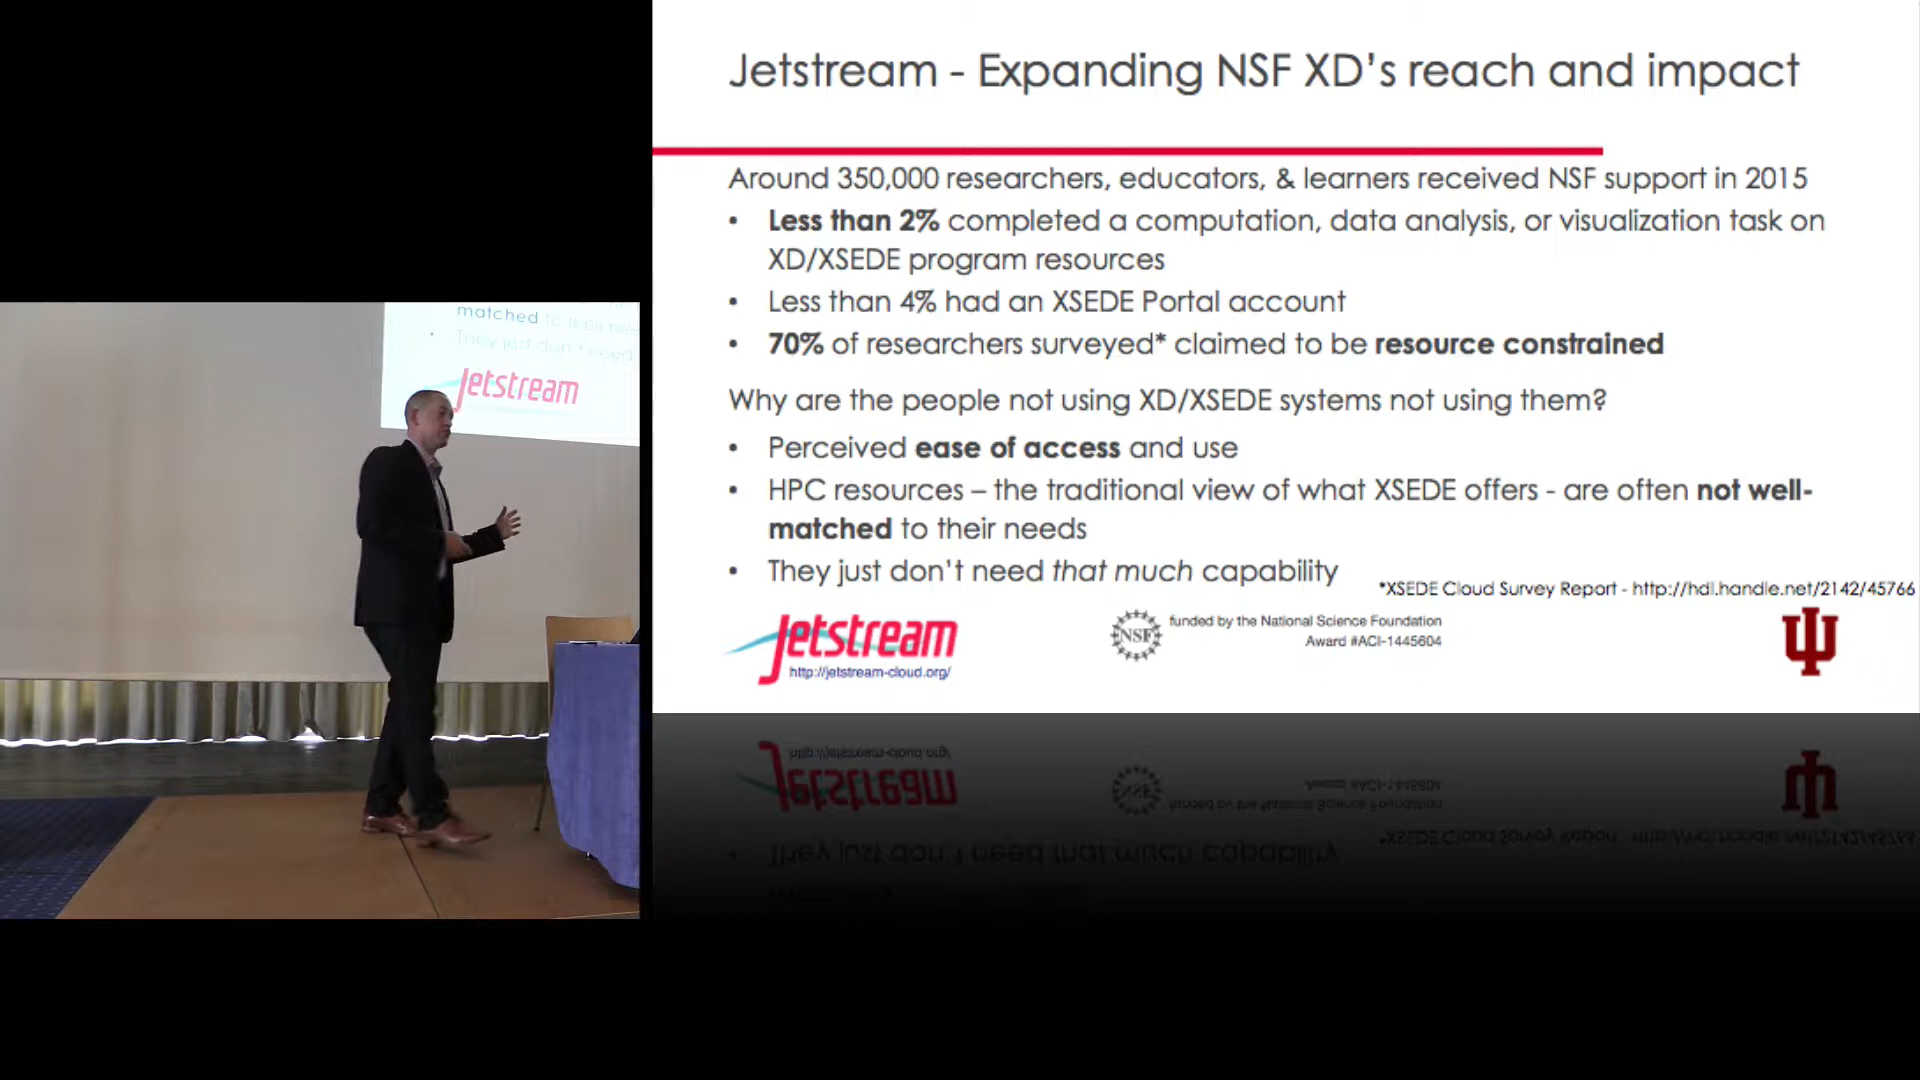 Jetstream - Expanding NSF XD's reach and impact
Around 350,000 researchers, educators, & learners received NSF support in 2015
• Less than 2% completed a computation, data analysis, or visualization task on
XD/XSEDE program resources
• Less than 4% had an XSEDE Portal account
• 70% of researchers surveyed* claimed to be resource constrained
Why are the people not using XD/XSEDE systems not using them?
• Perceived ease of access and use
• HPC resources – the traditional view of what XSEDE offers - are often not well-
matched to their needs
• They just don't need that much capability
*XSEDE Cloud Survey Report - http://hdl.handle.net/2142/45766
Jetstream
http://jetstream-cloud.org/
NSF
funded by the National Science Foundation
Award #ACI-1445604
matched to their
• They just don't need
Jetstream